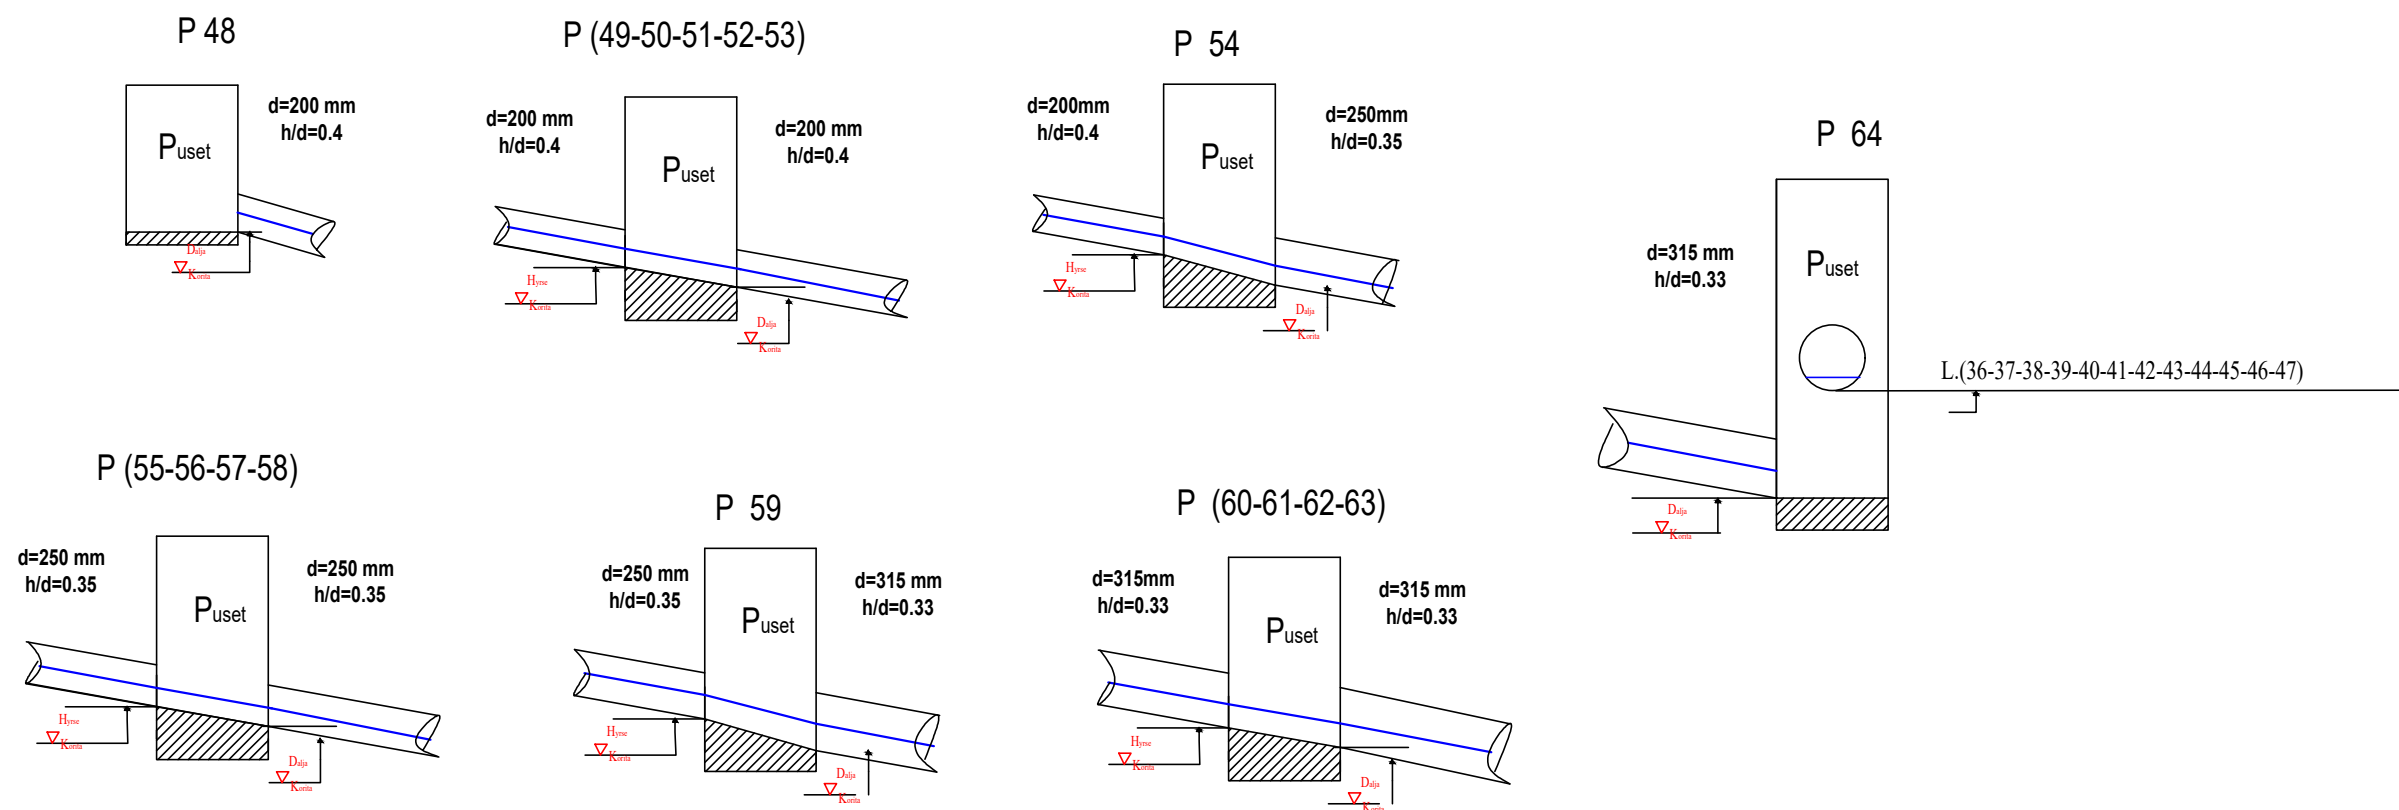 P 48
d=200 mm
h/d=0.4
Puset
Dalja
Korita
P (49-50-51-52-53)
d=200 mm
h/d=0.4
Puset
d=200 mm
h/d=0.4
Hyrse
Korita
Dalja
Korita
P 54
d=200mm
h/d=0.4
Puset
d=250mm
h/d=0.35
Hyrse
Korita
Dalja
Korita
P 64
d=315 mm
h/d=0.33
Puset
L.(36-37-38-39-40-41-42-43-44-45-46-47)
Dalja
Korita
P (55-56-57-58)
d=250 mm
h/d=0.35
Puset
d=250 mm
h/d=0.35
Hyrse
Korita
Dalja
Korita
P 59
d=250 mm
h/d=0.35
Puset
d=315 mm
h/d=0.33
Hyrse
Korita
Dalja
Korita
P (60-61-62-63)
d=315mm
h/d=0.33
Puset
d=315 mm
h/d=0.33
Hyrse
Korita
Dalja
Korita